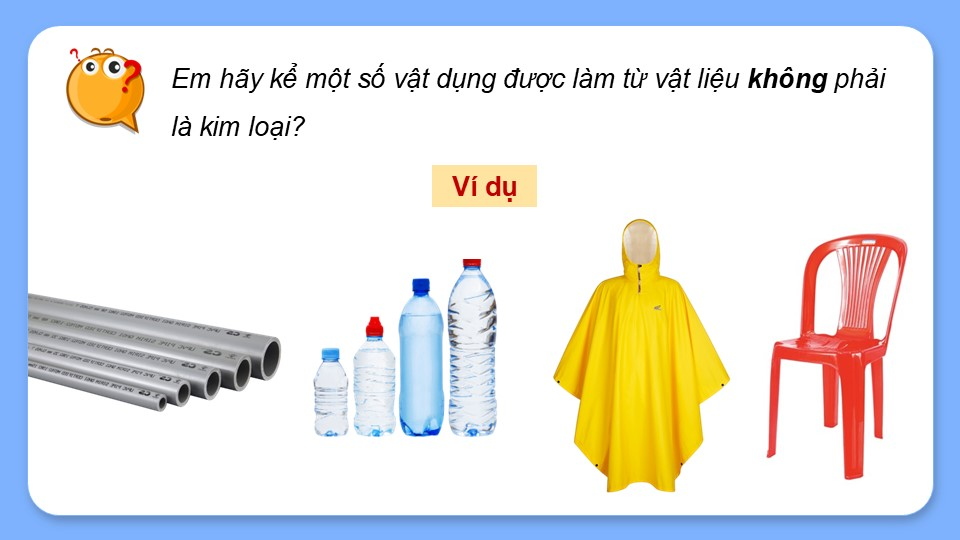 Em hãy kể một số vật dụng được làm từ vật liệu không phải
là kim loại?
Ví dụ